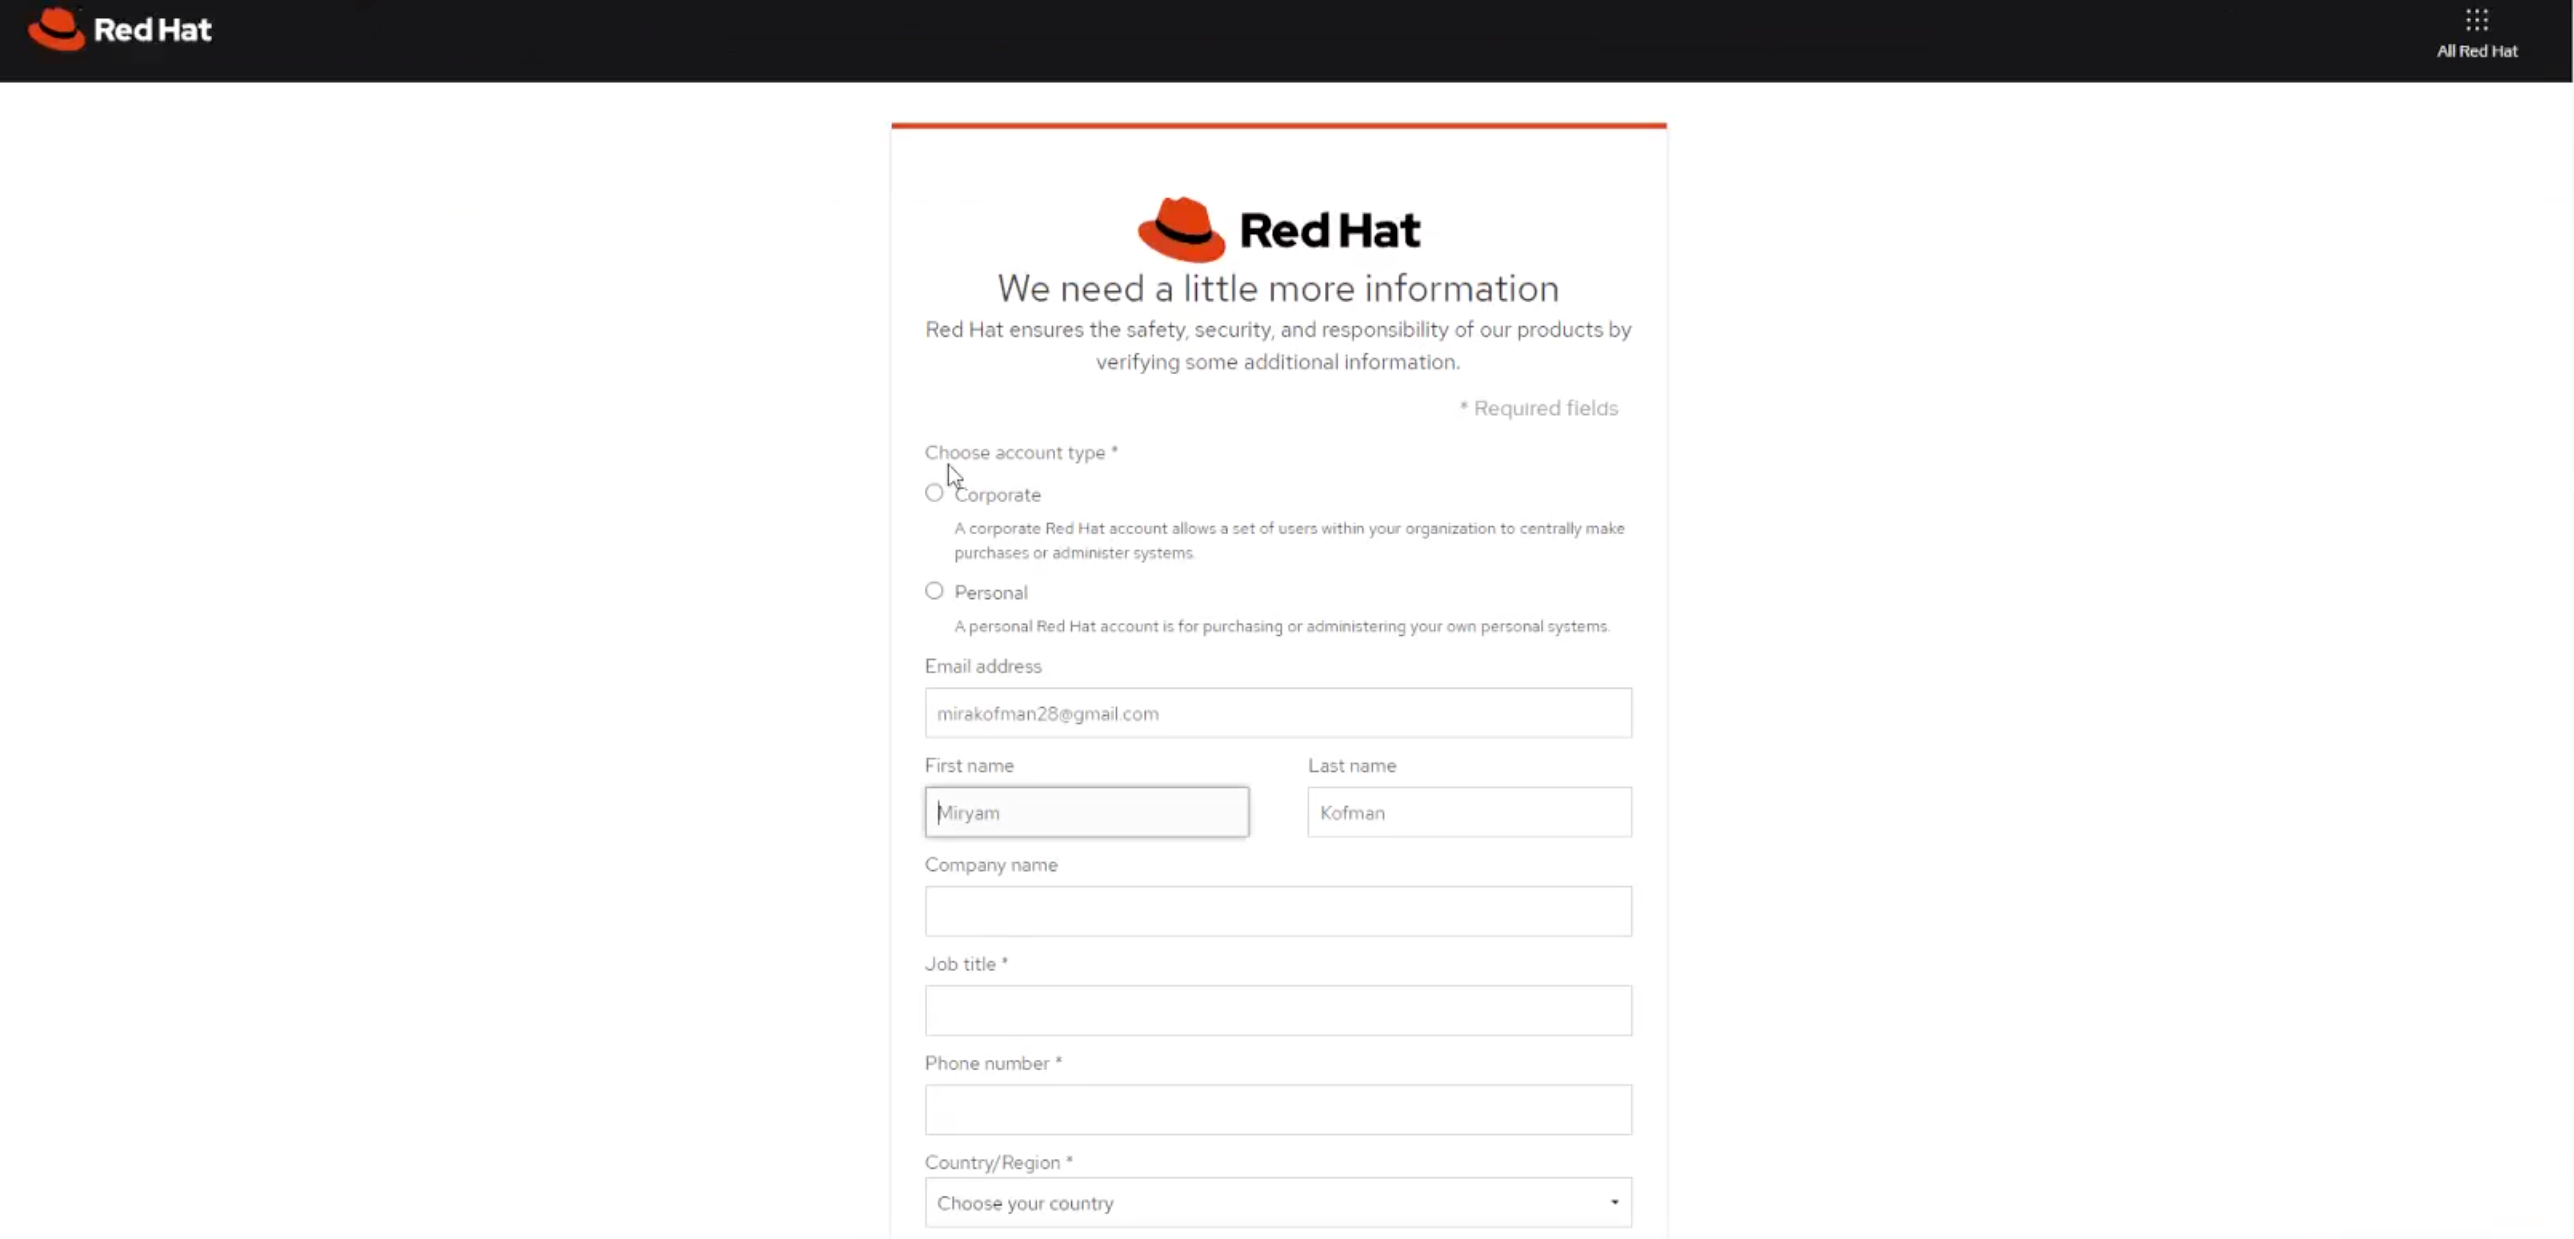 Red Hat
All Red Hat
Red Hat
We need a little more information
Red Hat ensures the safety, security, and responsibility of our products by
verifying some additional information.
* Required fields
Choose account type *
Corporate
A corporate Red Hat account allows a set of users within your organization to centrally make
purchases or administer systems.
Personal
A personal Red Hat account is for purchasing or administering your own personal systems.
Email address
mirakofman28@gmail.com
First name
Last name
Miryam
Kofman
Company name
Job title *
Phone number *
Country/Region *
Choose your country